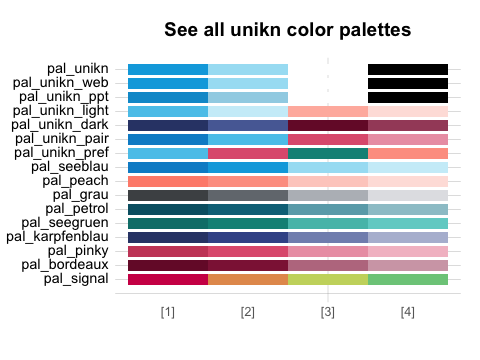 See all unikn color palettes
pal_unikn
pal_unikn_web
pal_unikn_ppt
pal_unikn_light
pal_unikn_dark
pal_unikn_pair
pal_unikn_pref
pal_seeblau
pal_peach
pal_grau
pal_petrol
pal_seegruen
pal_karpfenblau
pal_pinky
pal_bordeaux
pal_signal
[1] [2] [3] [4]